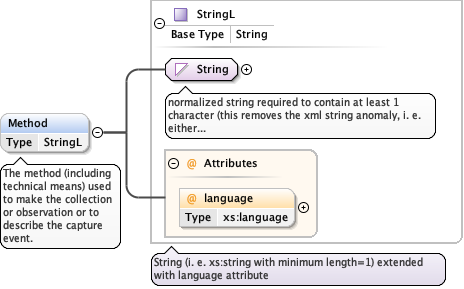 StringL
Base Type String
String
normalized string required to contain at least 1
character (this removes the xml string anomaly, i. e.
either...
Method
Type StringL
The method (including
technical means) used
to make the collection
or observation or to
describe the capture
event.
@ Attributes
@ language
Type xs:language
String (i. e. xs:string with minimum length=1) extended
with language attribute